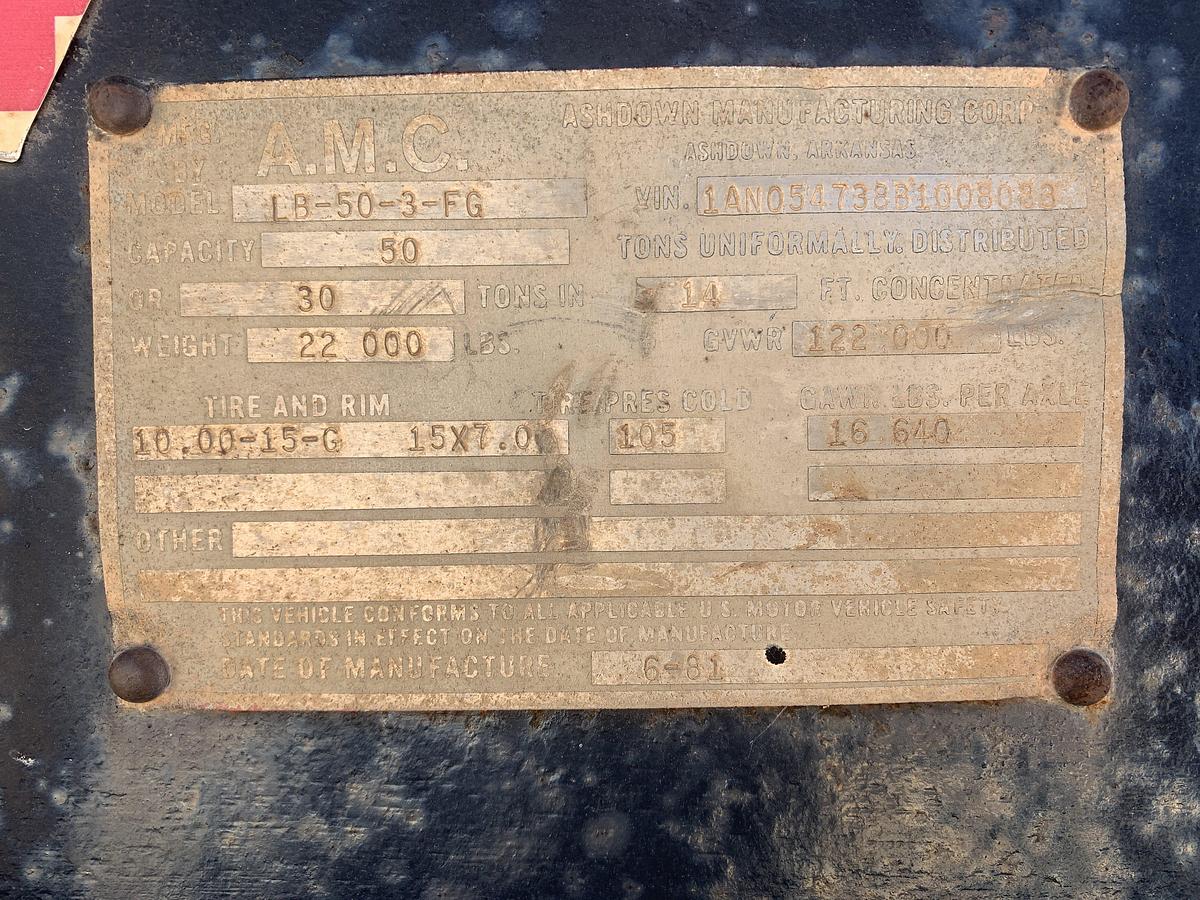 MFG. BY A.M.C. ASHDOWN MANUFACTURING CORP.
ASHDOWN, ARKANSAS
MODEL LB-50-3-FG VIN. 1AN054738B1008083
CAPACITY 50 TONS UNIFORMALLY. DISTRIBUTED
OR 30 TONS IN 14 FT. CONCENTRATED
WEIGHT 22 000 LBS. GVWR 122 000 LBS.
TIRE AND RIM TIRE PRES COLD GAWR. LBS. PER AXLE
10.00-15-G 15X7.0 105 16 640
OTHER
THIS VEHICLE CONFORMS TO ALL APPLICABLE U.S. MOTOR VEHICLE SAFETY
STANDARDS IN EFFECT ON THE DATE OF MANUFACTURE
DATE OF MANUFACTURE 6-81